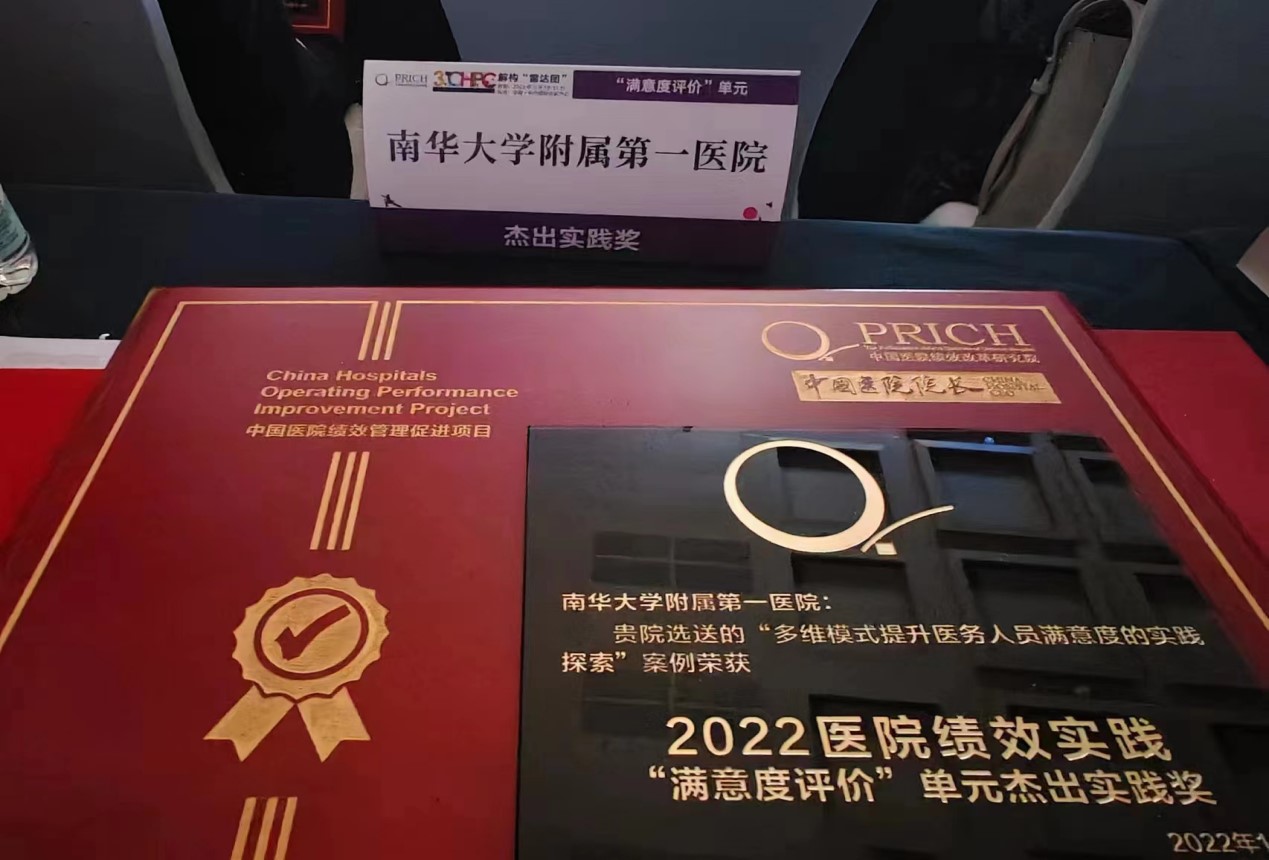 PRICH
解构“雷达图”
“满意度评价”单元
南华大学附属第一医院
杰出实践奖
China Hospitals
Operating Performance
Improvement Project
中国医院绩效管理促进项目
PRICH
中国医院绩效改革研究院
中国医院院长
南华大学附属第一医院:
贵院选送的“多维模式提升医务人员满意度的实践
探索”案例荣获
2022医院绩效实践
“满意度评价”单元杰出实践奖
2022年1